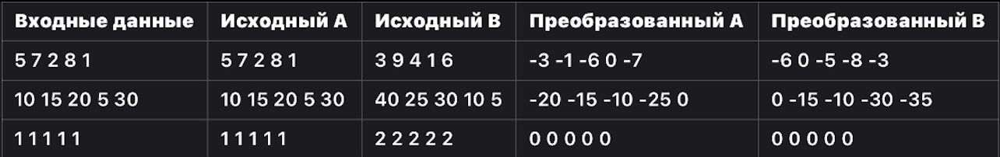 Входные данные Исходный A Исходный B Преобразованный A Преобразованный B
5 7 2 8 1 5 7 2 8 1 3 9 4 1 6 -3 -1 -6 0 -7 -6 0 -5 -8 -3
10 15 20 5 30 10 15 20 5 30 40 25 30 10 5 -20 -15 -10 -25 0 0 -15 -10 -30 -35
1 1 1 1 1 1 1 1 1 1 2 2 2 2 2 0 0 0 0 0 0 0 0 0 0